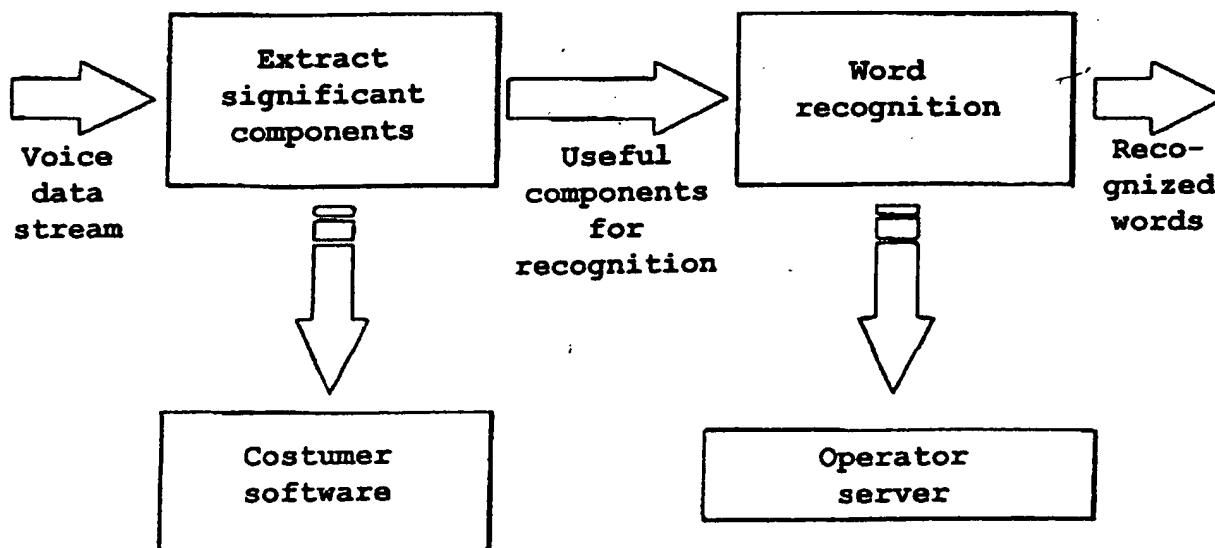 Extract
significant
components
Word
recognition
Voice
data
stream
Useful
components
for
recognition
Reco-
gnized
words
Costumer
software
Operator
server